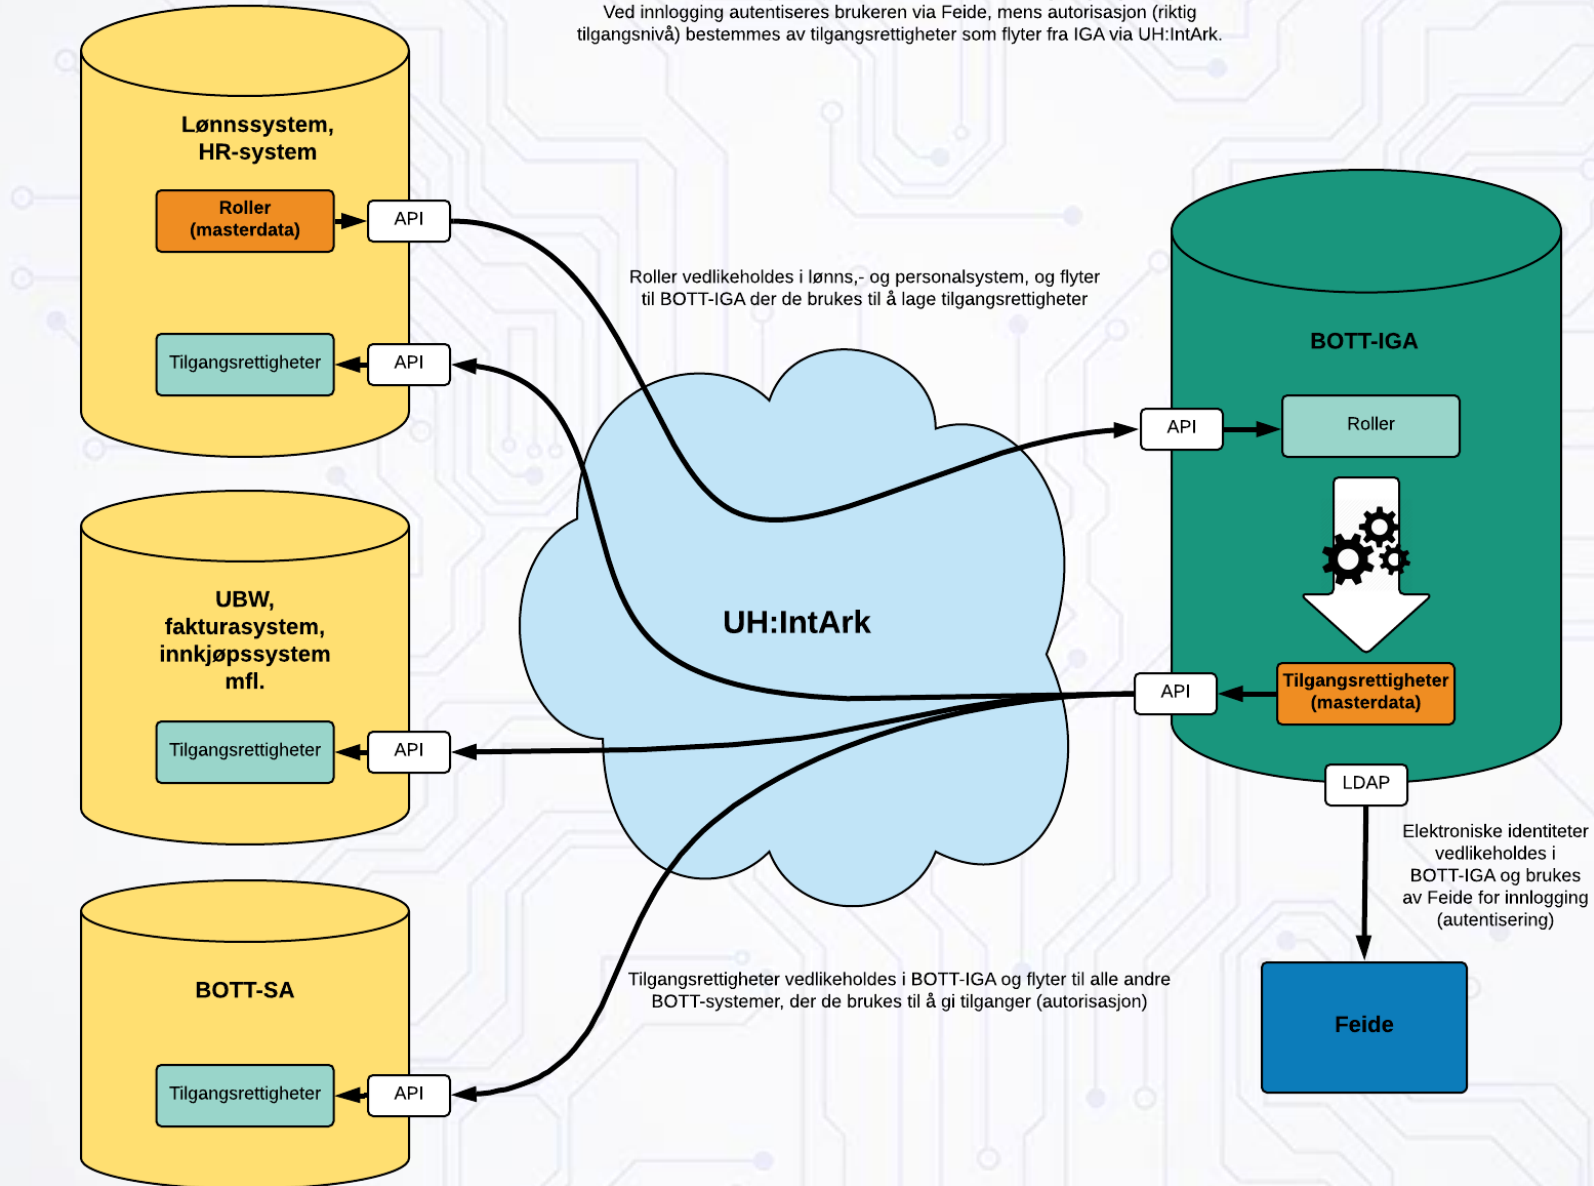 Ved innlogging autentiseres brukeren via Feide, mens autorisasjon (riktig
tilgangsnivå) bestemmes av tilgangsrettigheter som flyter fra IGA via UH:IntArk.
Lønnssystem,
HR-system
Roller
(masterdata)
API
Tilgangsrettigheter
API
Roller vedlikeholdes i lønns,- og personalsystem, og flyter
til BOTT-IGA der de brukes til å lage tilgangsrettigheter
BOTT-IGA
API
Roller
UBW,
fakturasystem,
innkjøpssystem
mfl.
Tilgangsrettigheter
API
UH:IntArk
API
Tilgangsrettigheter
(masterdata)
LDAP
Elektroniske identiteter
vedlikeholdes i
BOTT-IGA og brukes
av Feide for innlogging
(autentisering)
BOTT-SA
Tilgangsrettigheter
API
Tilgangsrettigheter vedlikeholdes i BOTT-IGA og flyter til alle andre
BOTT-systemer, der de brukes til å gi tilganger (autorisasjon)
Feide